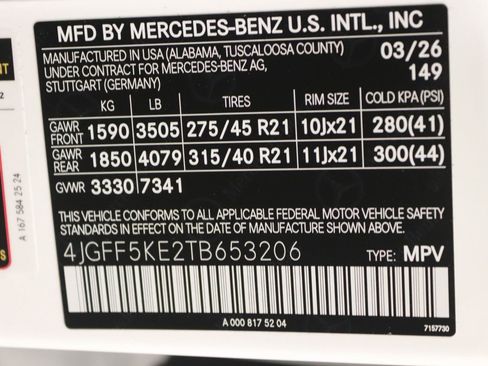 MFD BY MERCEDES-BENZ U.S. INTL., INC
MANUFACTURED IN USA (ALABAMA, TUSCALOOSA COUNTY) 03/26
UNDER CONTRACT FOR MERCEDES-BENZ AG, 149
STUTTGART (GERMANY)
KG LB TIRES RIM SIZE COLD KPA(PSI)
GAWR FRONT 1590 3505 275/45 R21 10Jx21 280(41)
GAWR REAR 1850 4079 315/40 R21 11Jx21 300(44)
GVWR 3330 7341
THIS VEHICLE CONFORMS TO ALL APPLICABLE FEDERAL MOTOR VEHICLE SAFETY
STANDARDS IN EFFECT ON THE DATE OF MANUFACTURE SHOWN ABOVE.
4JGFF5KE2TB653206 TYPE: MPV
A 000 817 52 04
7157730
A 167 584 25 24